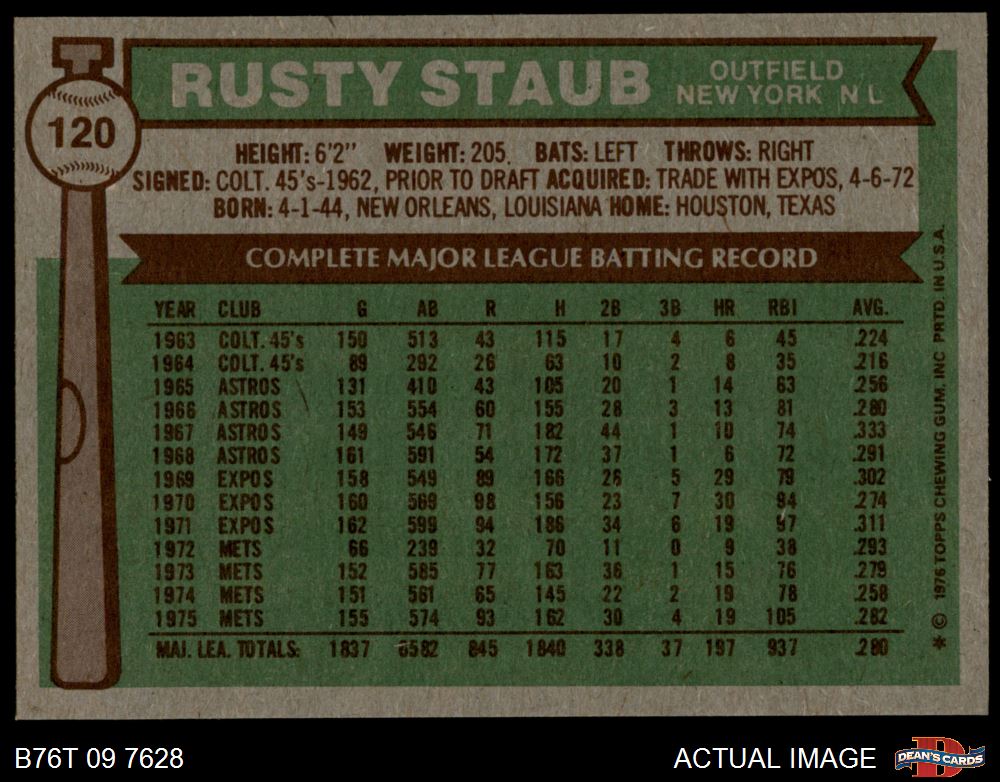 120
RUSTY STAUB OUTFIELD
NEW YORK N L
HEIGHT: 6'2" WEIGHT: 205. BATS: LEFT THROWS: RIGHT
SIGNED: COLT. 45's-1962, PRIOR TO DRAFT ACQUIRED: TRADE WITH EXPOS, 4-6-72
BORN: 4-1-44, NEW ORLEANS, LOUISIANA HOME: HOUSTON, TEXAS
COMPLETE MAJOR LEAGUE BATTING RECORD
YEAR CLUB G AB R H 2B 3B HR RBI AVG.
1963 COLT. 45's 150 513 43 115 17 4 6 45 .224
1964 COLT. 45's 89 292 26 63 10 2 8 35 .216
1965 ASTROS 131 410 43 105 20 1 14 63 .256
1966 ASTROS 153 554 60 155 28 3 13 81 .280
1967 ASTROS 149 546 71 182 44 1 10 74 .333
1968 ASTROS 161 591 54 172 37 1 6 72 .291
1969 EXPOS 158 549 89 166 26 5 29 79 .302
1970 EXPOS 160 569 98 156 23 7 30 94 .274
1971 EXPOS 162 599 94 186 34 6 19 97 .311
1972 METS 66 239 32 70 11 0 9 38 .293
1973 METS 152 585 77 163 36 1 15 76 .279
1974 METS 151 561 65 145 22 2 19 78 .258
1975 METS 155 574 93 162 30 4 19 105 .282
MAJ. LEA. TOTALS: 1837 6582 845 1840 338 37 197 937 .280
* © 1976 TOPPS CHEWING GUM, INC PRTD. IN U.S.A.
B76T 09 7628 ACTUAL IMAGE D DEAN'S CARDS